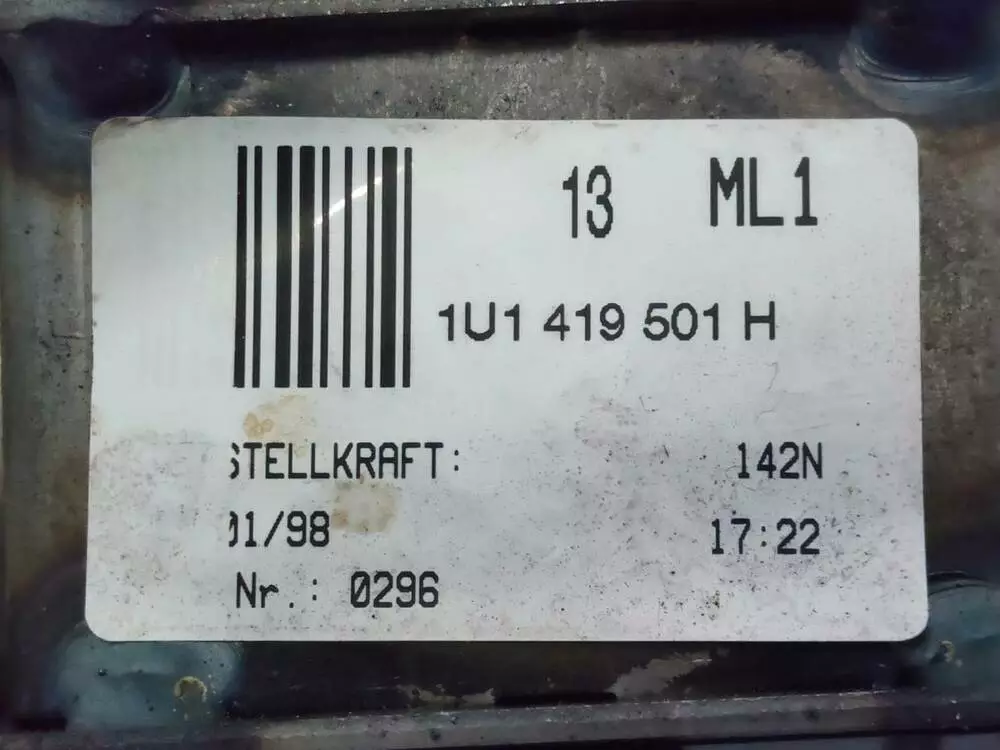 13 ML1
1U1 419 501 H
STELLKRAFT: 142N
01/98 17:22
Nr.: 0296